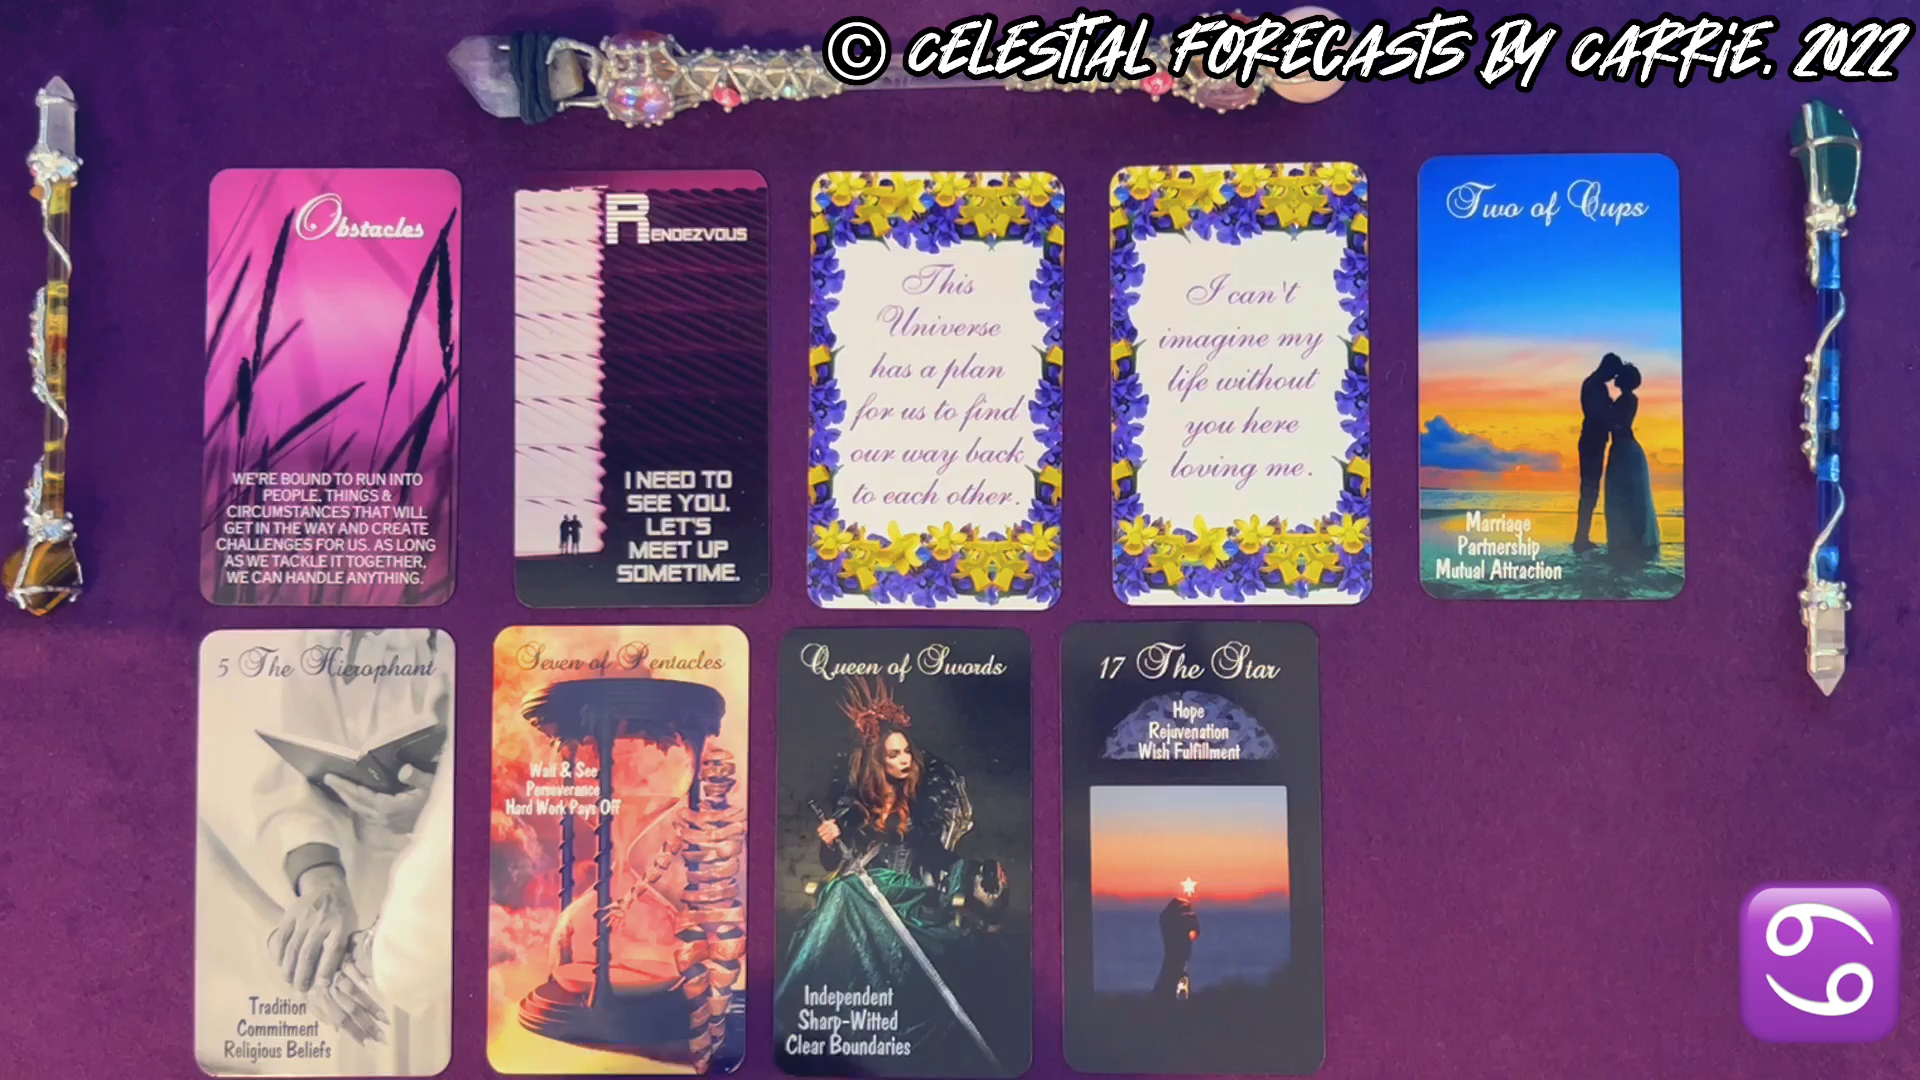 © CELESTIAL FORECASTS BY CARRIE. 2022
Obstacles
WE'RE BOUND TO RUN INTO
PEOPLE, THINGS &
CIRCUMSTANCES THAT WILL
GET IN THE WAY AND CREATE
CHALLENGES FOR US. AS LONG
AS WE TACKLE IT TOGETHER,
WE CAN HANDLE ANYTHING.
RENDEZVOUS
I NEED TO
SEE YOU.
LET'S
MEET UP
SOMETIME.
This
Universe
has a plan
for us to find
our way back
to each other.
I can't
imagine my
life without
you here
loving me.
Two of Cups
Marriage
Partnership
Mutual Attraction
5 The Hierophant
Tradition
Commitment
Religious Beliefs
Seven of Pentacles
Wait & See
Perseverance
Hard Work Pays Off
Queen of Swords
Independent
Sharp-Witted
Clear Boundaries
17 The Star
Hope
Rejuvenation
Wish Fulfillment